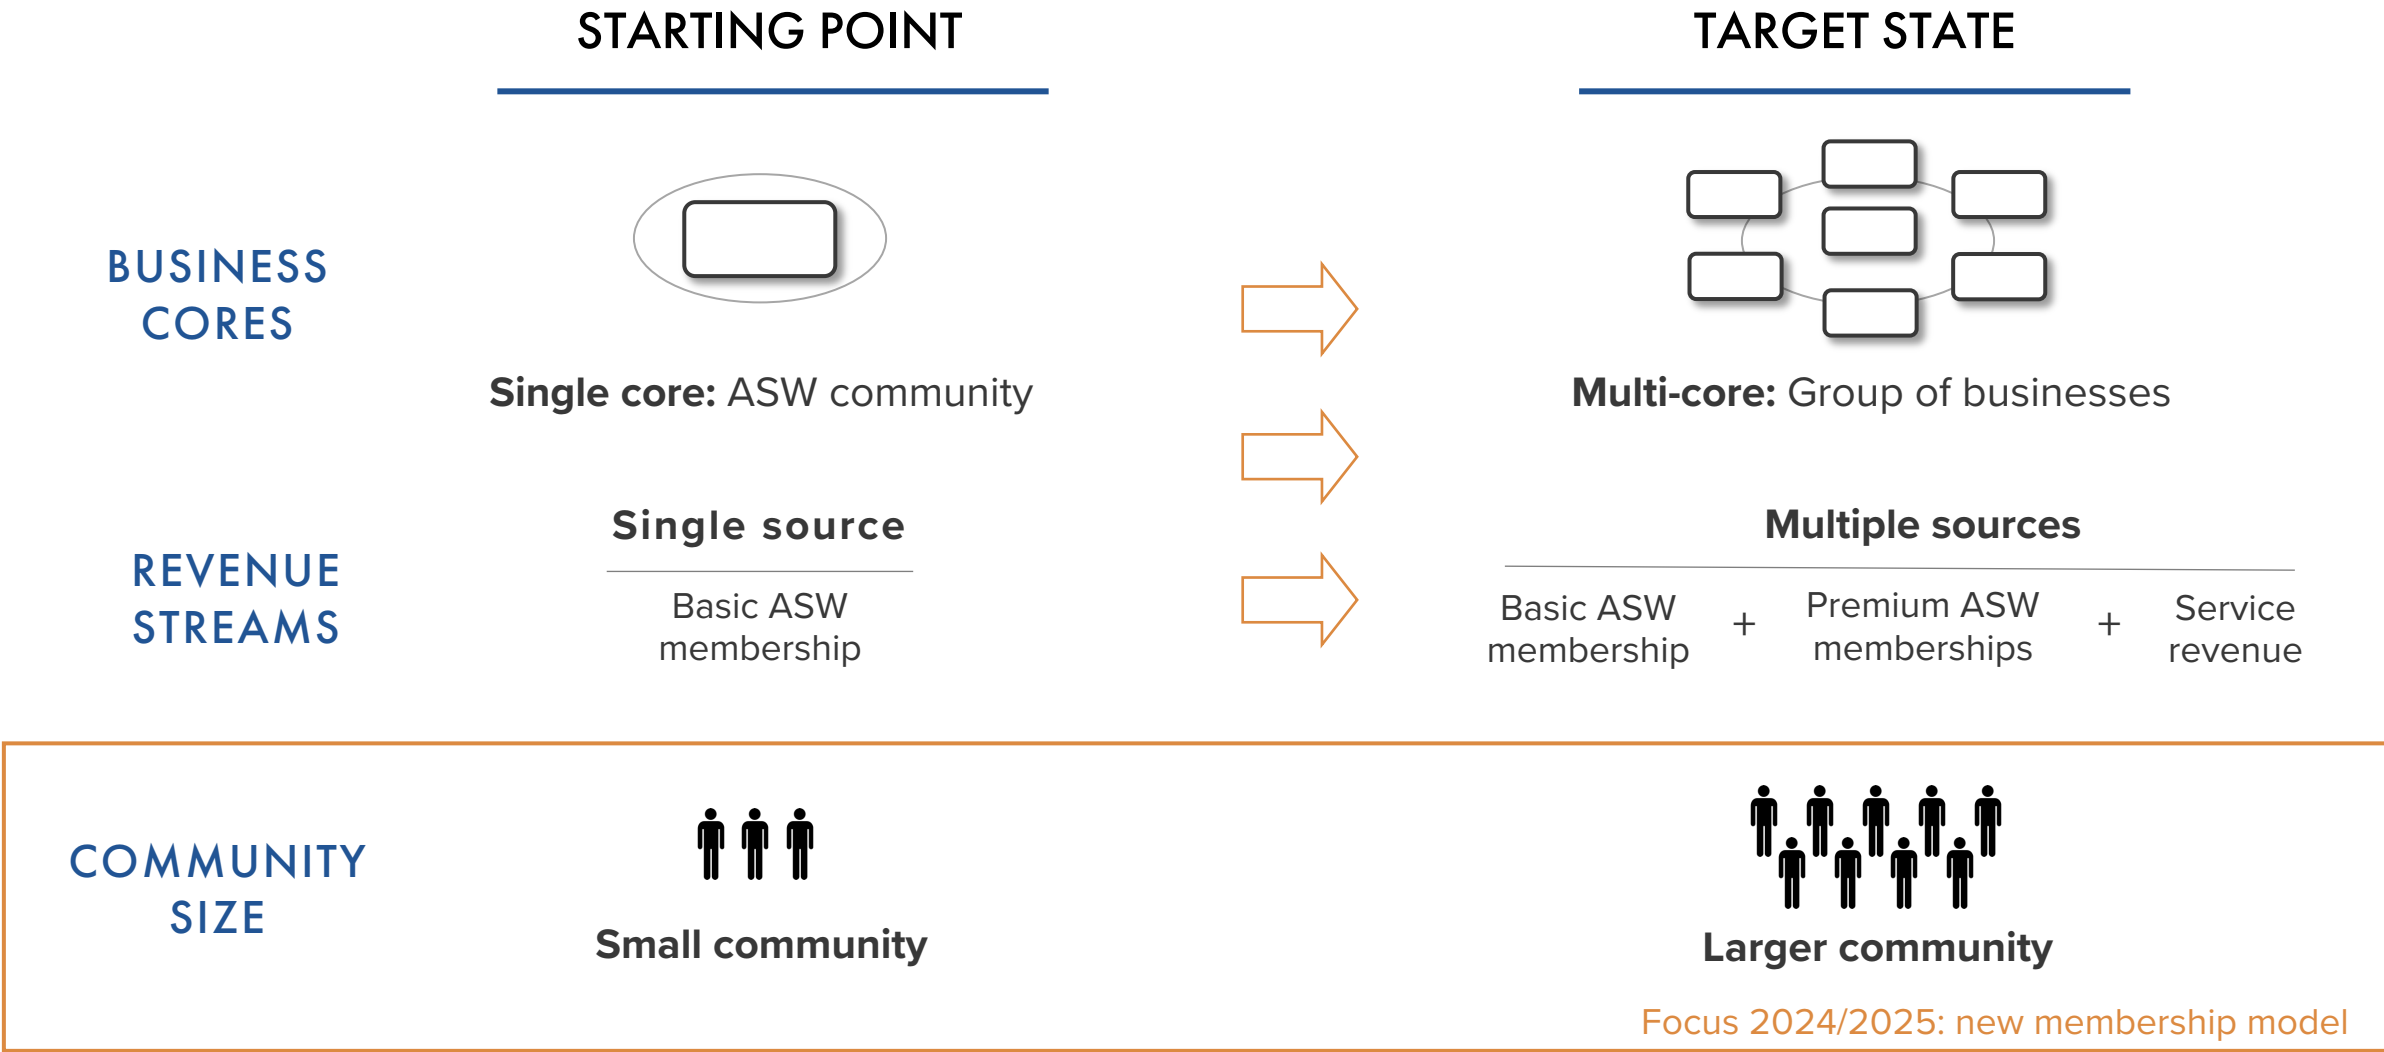 STARTING POINT
TARGET STATE
BUSINESS
CORES
Single core: ASW community
Multi-core: Group of businesses
REVENUE
STREAMS
Single source
Basic ASW
membership
Multiple sources
Basic ASW
membership
+
Premium ASW
memberships
+
Service
revenue
COMMUNITY
SIZE
Small community
Larger community
Focus 2024/2025: new membership model